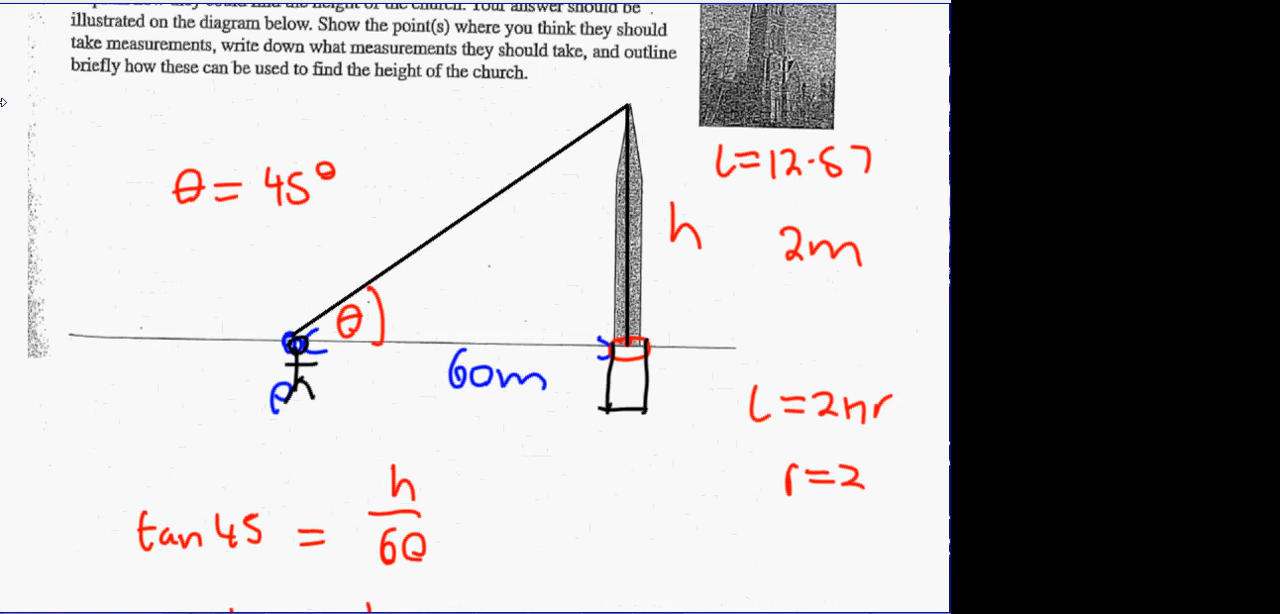 illustrated on the diagram below. Show the point(s) where you think they should
take measurements, write down what measurements they should take, and outline
briefly how these can be used to find the height of the church.
θ = 45°
l=12.57
h
2m
θ
60m
l=2πr
r=2
tan 45 = h
60